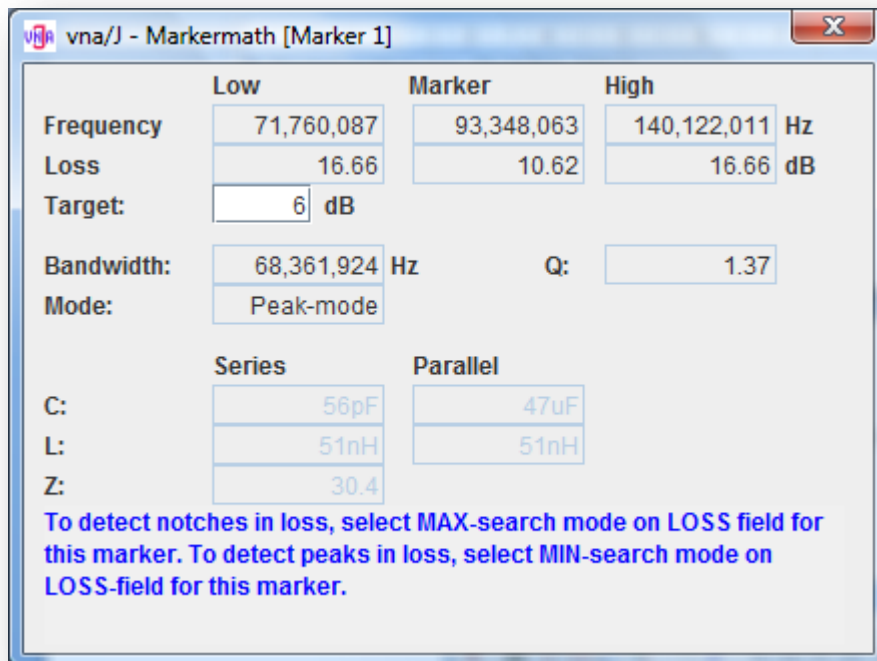 VNA vna/J - Markermath [Marker 1]
Low Marker High
Frequency 71,760,087 93,348,063 140,122,011 Hz
Loss 16.66 10.62 16.66 dB
Target: 6 dB
Bandwidth: 68,361,924 Hz Q: 1.37
Mode: Peak-mode
Series Parallel
C: 56pF 47uF
L: 51nH 51nH
Z: 30.4
To detect notches in loss, select MAX-search mode on LOSS field for
this marker. To detect peaks in loss, select MIN-search mode on
LOSS-field for this marker.